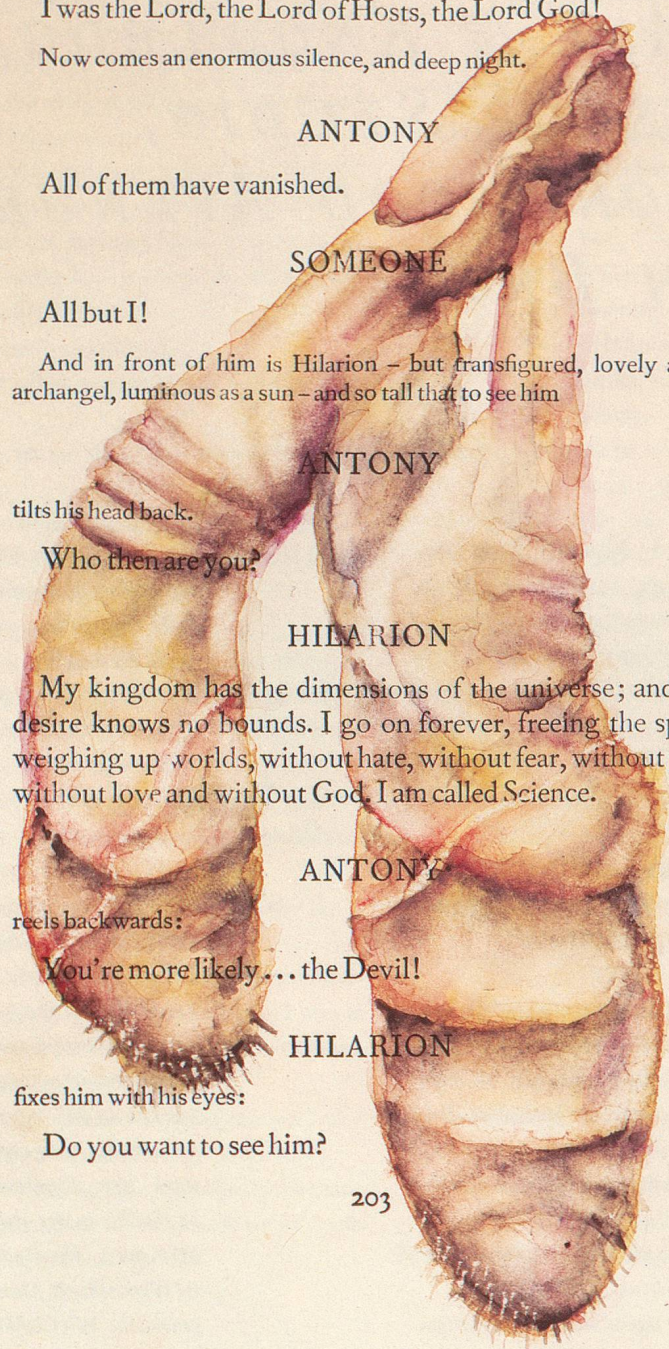 I was the Lord, the Lord of Hosts, the Lord God!
Now comes an enormous silence, and deep night.
ANTONY
All of them have vanished.
SOMEONE
All but I!
And in front of him is Hilarion – but transfigured, lovely a
archangel, luminous as a sun – and so tall that to see him
ANTONY
tilts his head back.
Who then are you?
HILARION
My kingdom has the dimensions of the universe; and
desire knows no bounds. I go on forever, freeing the sp
weighing up worlds, without hate, without fear, without
without love and without God. I am called Science.
ANTONY
reels backwards:
You're more likely... the Devil!
HILARION
fixes him with his eyes:
Do you want to see him?
203